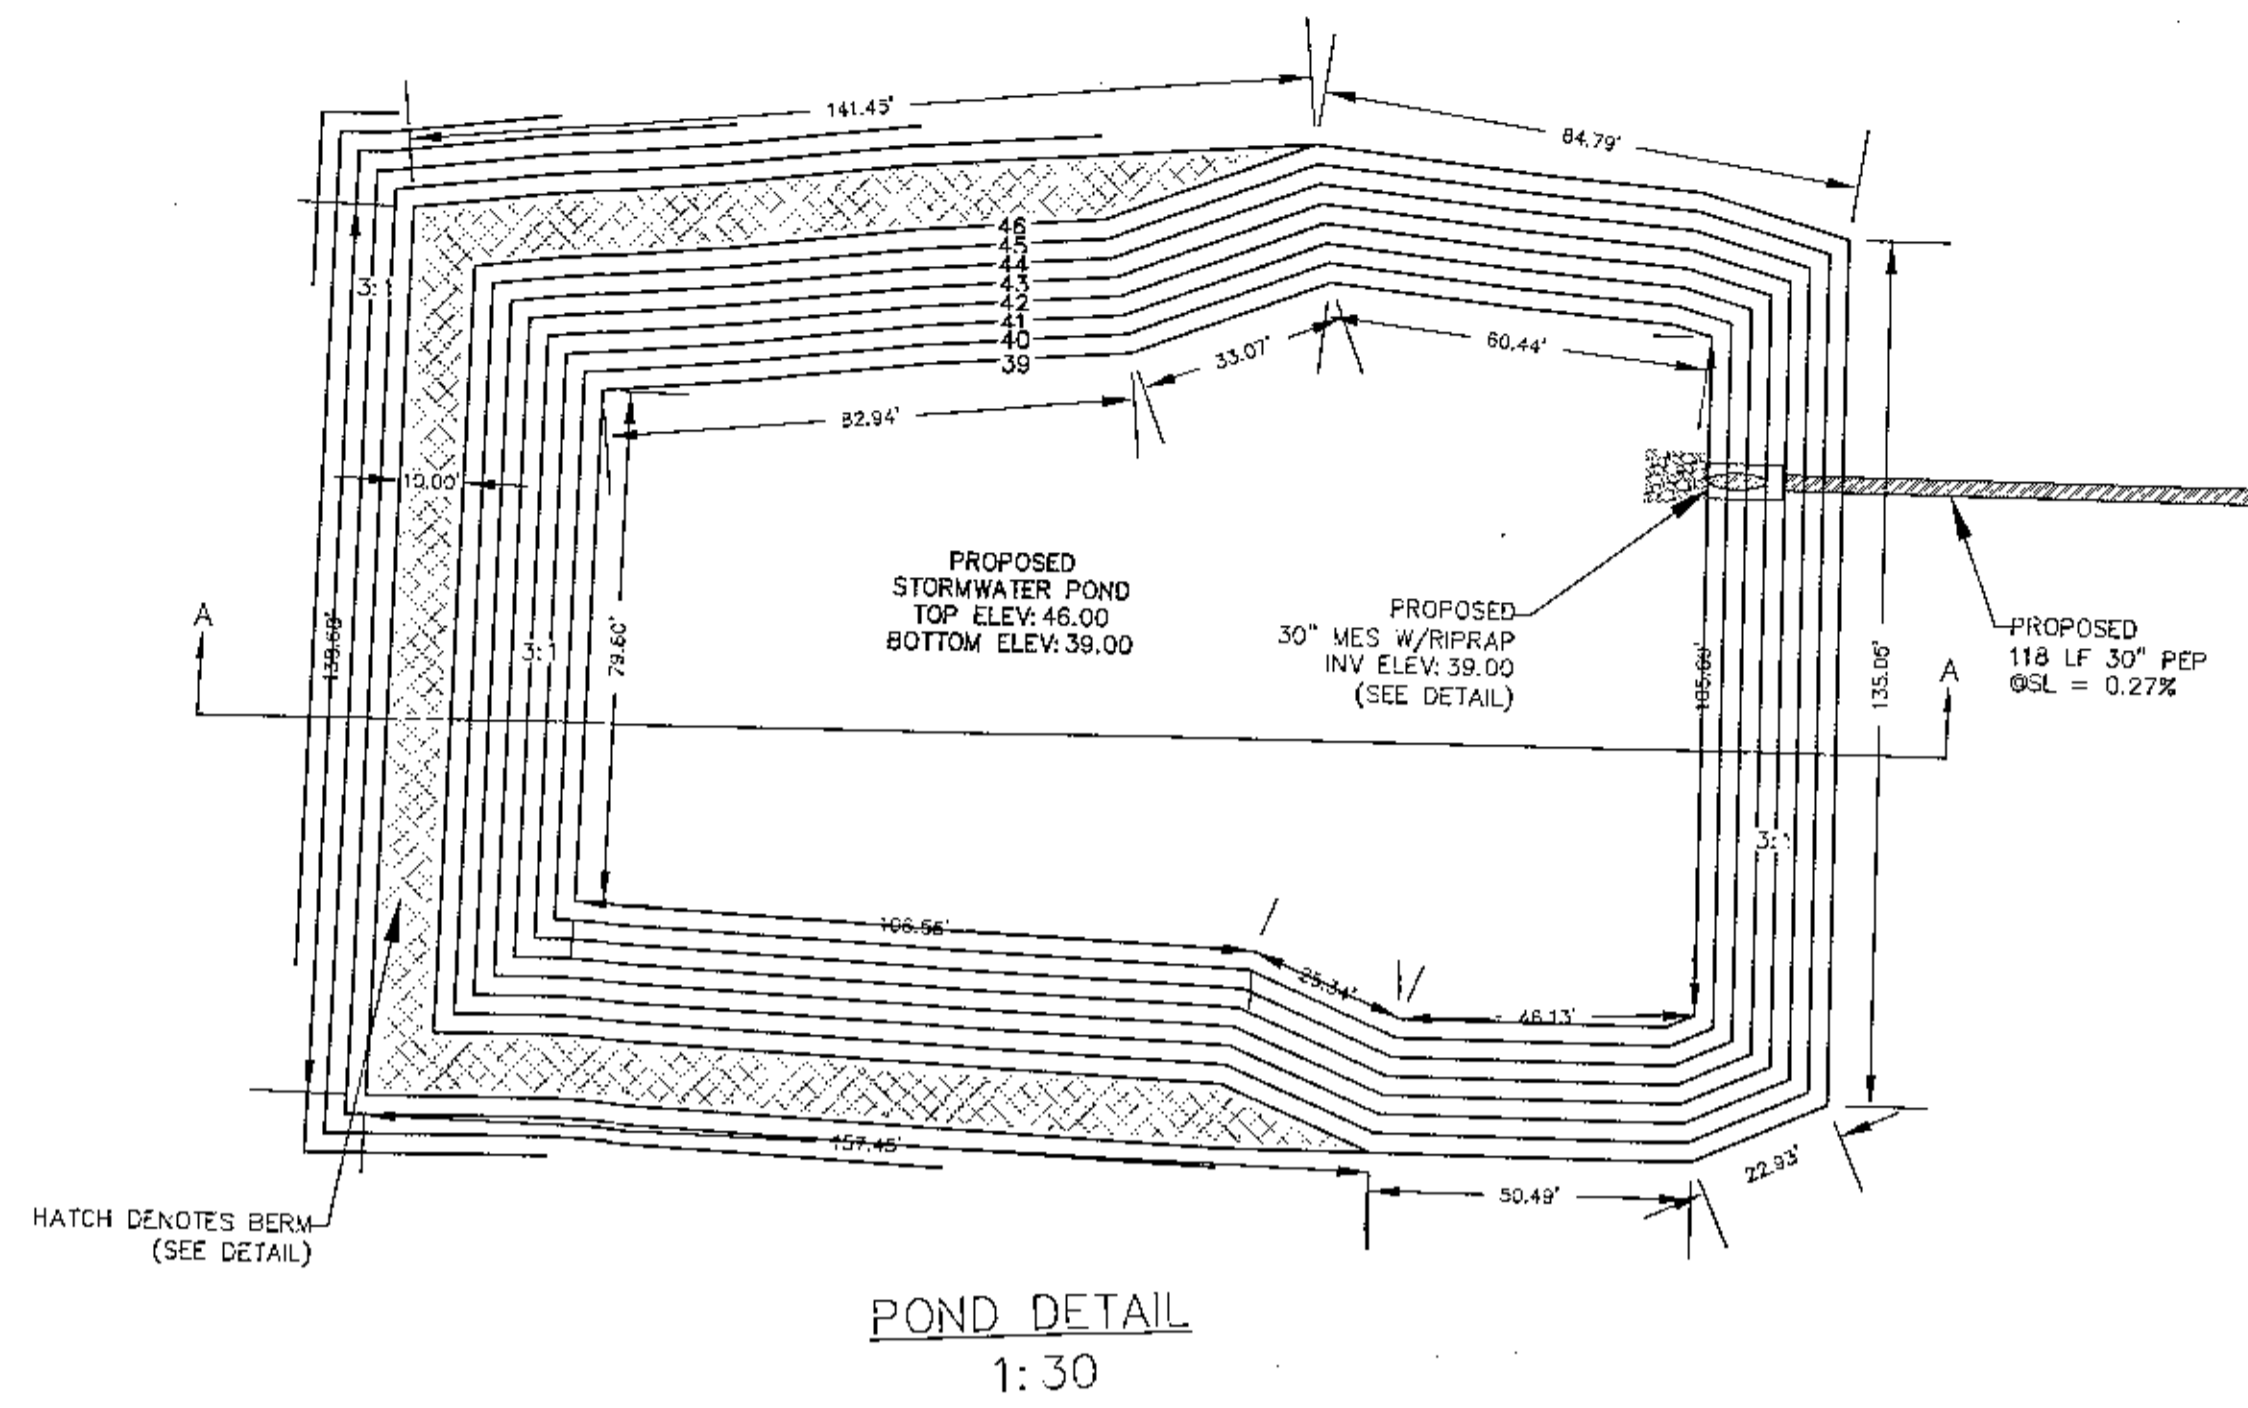 141.45'
84.79'
3:1
46
45
44
43
42
41
40
39
33.07'
60.44'
82.94'
10.00'
PROPOSED
STORMWATER POND
TOP ELEV: 46.00
BOTTOM ELEV: 39.00
A
3:1
79.60'
PROPOSED
30" MES W/RIPRAP
INV ELEV: 39.00
(SEE DETAIL)
135.05'
A
PROPOSED
118 LF 30" PEP
@SL = 0.27%
3:1
106.56'
25.34'
46.13'
157.45'
50.49'
22.93'
HATCH DENOTES BERM
(SEE DETAIL)
POND DETAIL
1:30